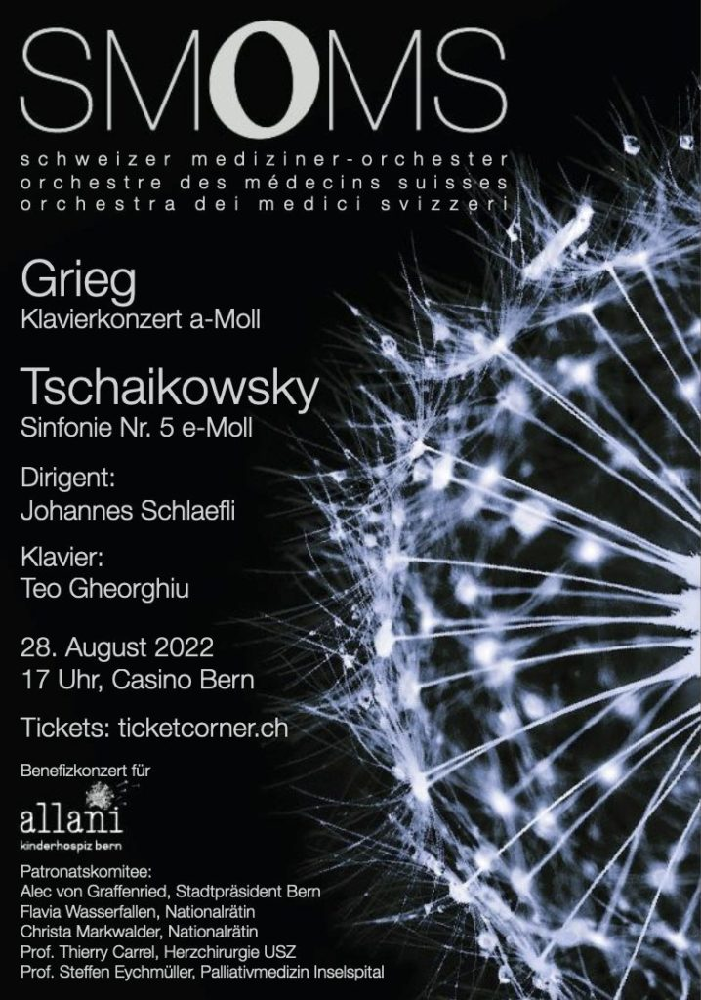 SMOMS
schweizer mediziner-orchester
orchestre des médecins suisses
orchestra dei medici svizzeri
Grieg
Klavierkonzert a-Moll
Tschaikowsky
Sinfonie Nr. 5 e-Moll
Dirigent:
Johannes Schlaefli
Klavier:
Teo Gheorghiu
28. August 2022
17 Uhr, Casino Bern
Tickets: ticketcorner.ch
Benefizkonzert für
allani
kinderhospiz bern
Patronatskomitee:
Alec von Graffenried, Stadtpräsident Bern
Flavia Wasserfallen, Nationalrätin
Christa Markwalder, Nationalrätin
Prof. Thierry Carrel, Herzchirurgie USZ
Prof. Steffen Eychmüller, Palliativmedizin Inselspital